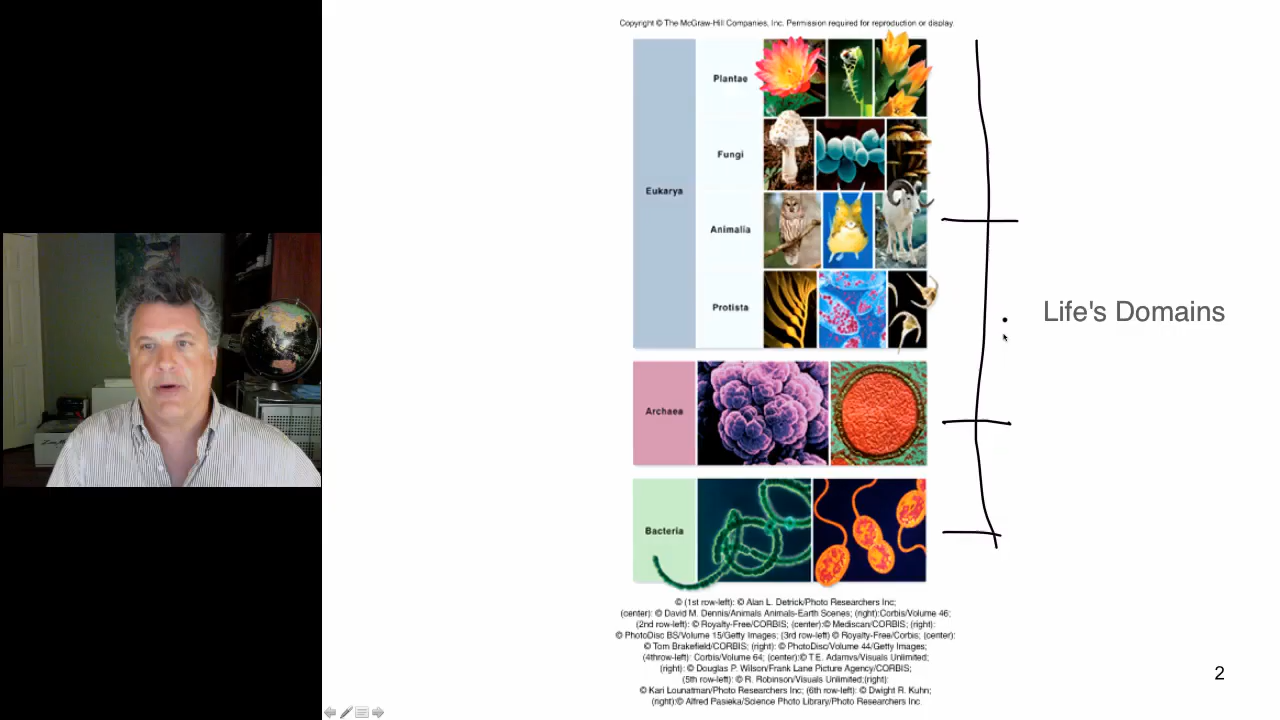 Copyright © The McGraw-Hill Companies, Inc. Permission required for reproduction or display.
Plantae
Fungi
Eukarya
Animalia
Protista
• Life's Domains
Archaea
Bacteria
© (1st row-left): © Alan L. Detrick/Photo Researchers Inc;
(center): © David M. Dennis/Animals Animals-Earth Scenes; (right):Corbis/Volume 46;
(2nd row-left): © Royalty-Free/CORBIS; (center):© Mediscan/CORBIS; (right):
© PhotoDisc BS/Volume 15/Getty Images; (3rd row-left) © Royalty-Free/Corbis; (center):
© Tom Brakefield/CORBIS; (right): © PhotoDisc/Volume 44/Getty Images;
(4throw-left): Corbis/Volume 64; (center):© T.E. Adamvs/Visuals Unlimited;
(right): © Douglas P. Wilson/Frank Lane Picture Agency/CORBIS;
(5th row-left): © R. Robinson/Visuals Unlimited;(right):
© Kari Lounatman/Photo Researchers Inc; (6th row-left): © Dwight R. Kuhn;
(right):© Alfred Pasieka/Science Photo Library/Photo Researchers Inc.
2